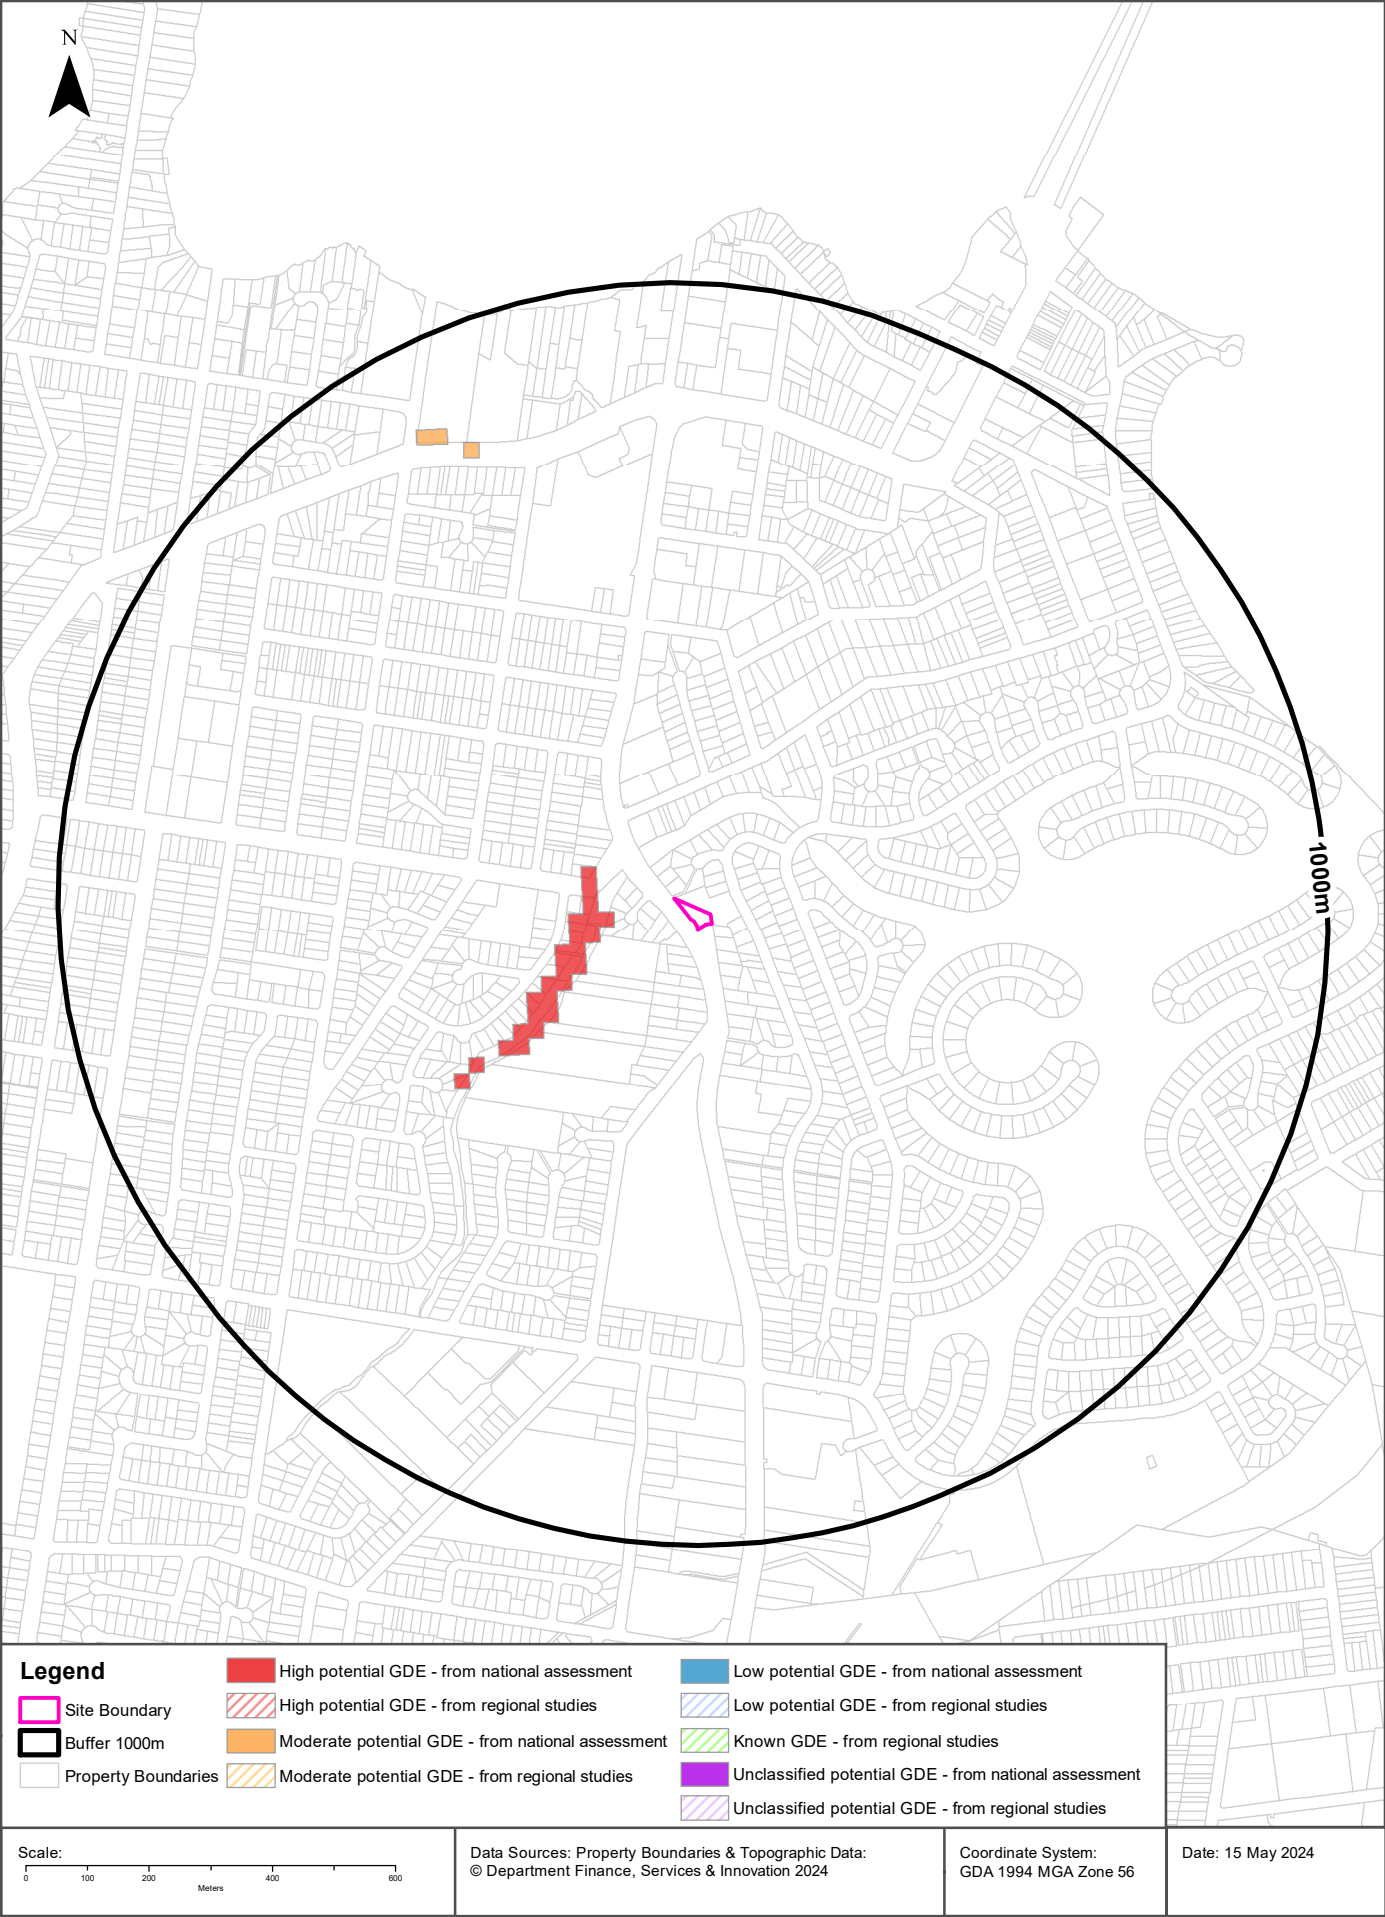 N
1000m
Legend
Site Boundary
Buffer 1000m
Property Boundaries
High potential GDE - from national assessment
High potential GDE - from regional studies
Moderate potential GDE - from national assessment
Moderate potential GDE - from regional studies
Low potential GDE - from national assessment
Low potential GDE - from regional studies
Known GDE - from regional studies
Unclassified potential GDE - from national assessment
Unclassified potential GDE - from regional studies
Scale:
0 100 200 400 600
Meters
Data Sources: Property Boundaries & Topographic Data:
© Department Finance, Services & Innovation 2024
Coordinate System:
GDA 1994 MGA Zone 56
Date: 15 May 2024